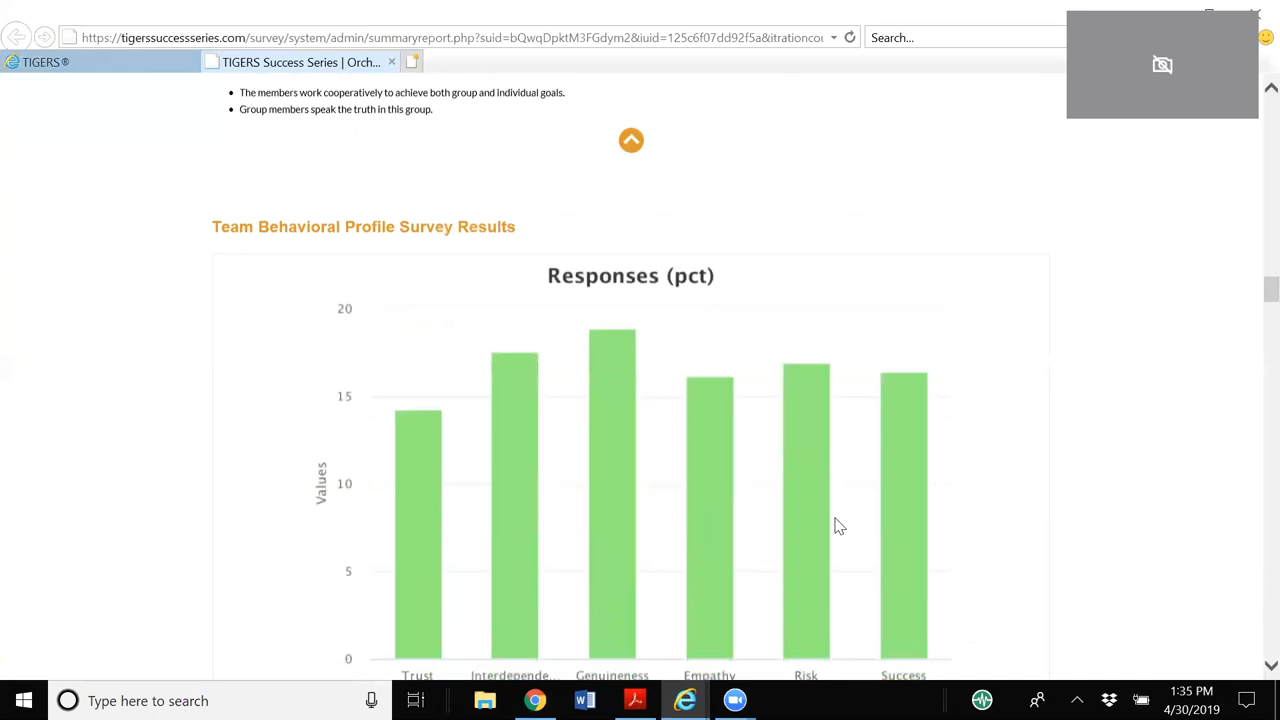 https://tigerssuccessseries.com/survey/system/admin/summaryreport.php?suid=bQwqDpktM3FGdym2&iuid=125c6f07dd92f5a&itrationcou
Search...
TIGERS®
TIGERS Success Series | Orch...
The members work cooperatively to achieve both group and individual goals.
Group members speak the truth in this group.
Team Behavioral Profile Survey Results
Responses (pct)
20
15
10
5
0
Values
Trust Interdepende... Genuineness Empathy Risk Success
Type here to search
1:35 PM
4/30/2019